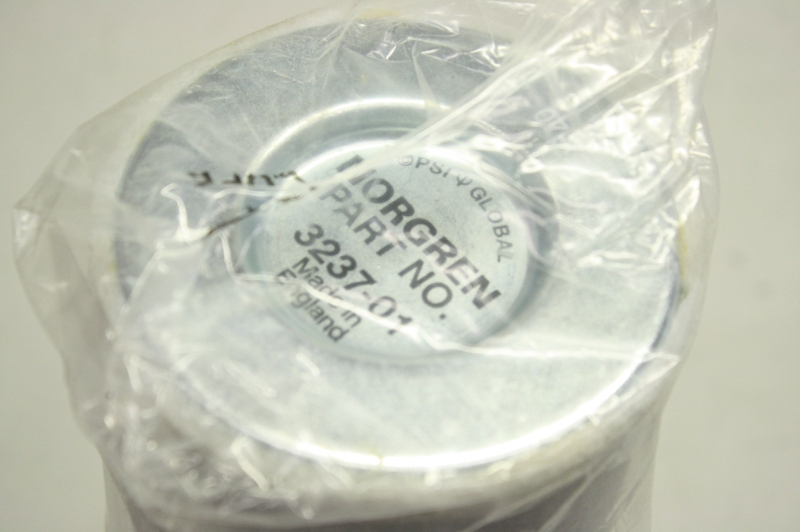 ©PSI Ψ GLOBAL
NORGREN
PART NO.
3237-01
Made in
England